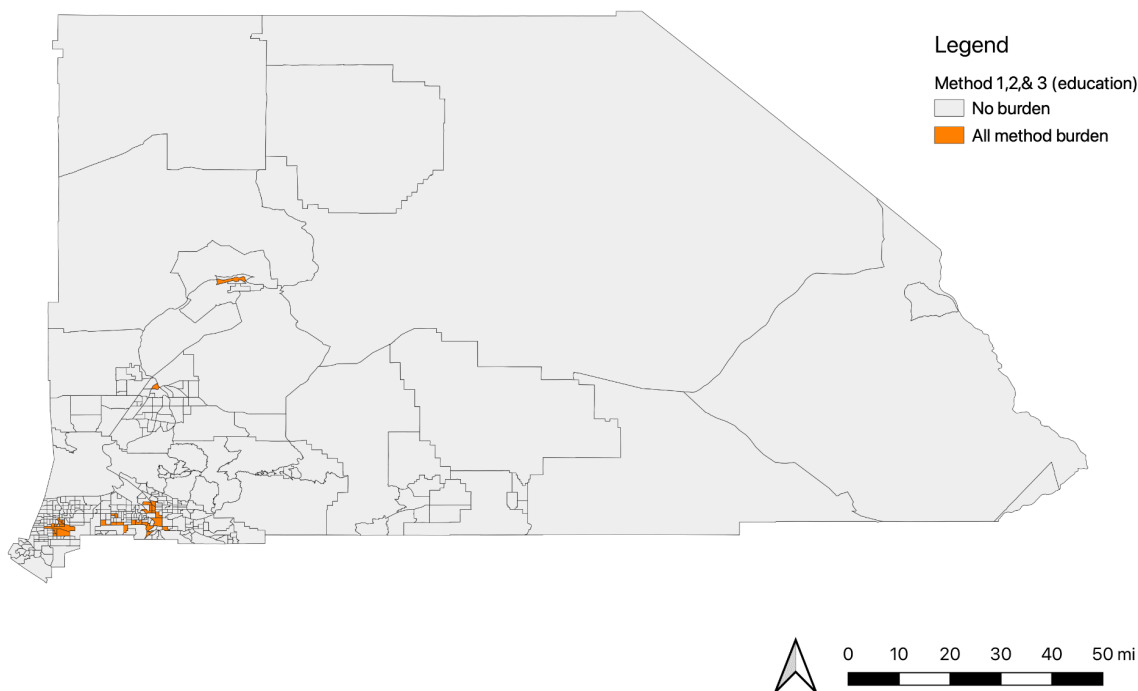 Legend
Method 1,2,& 3 (education)
No burden
All method burden
0 10 20 30 40 50 mi